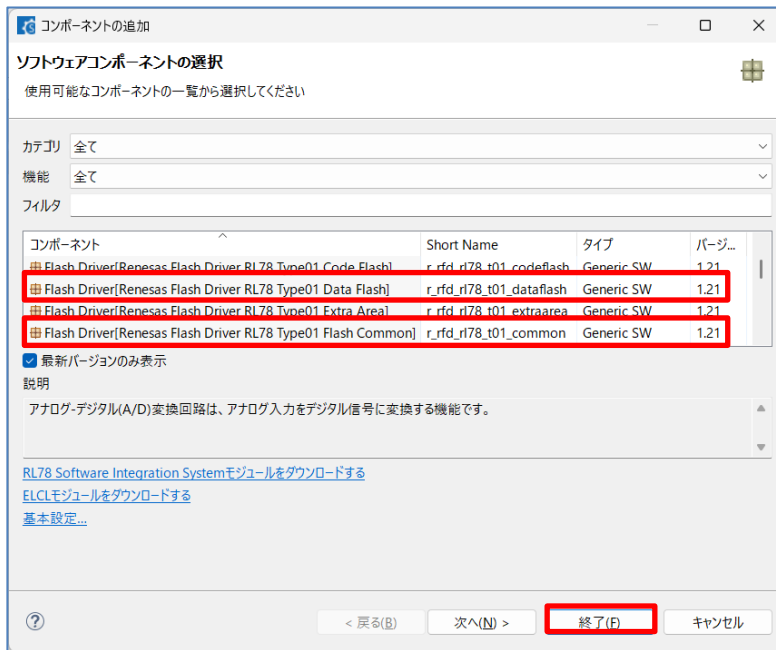 コンポーネントの追加
ソフトウェアコンポーネントの選択
使用可能なコンポーネントの一覧から選択してください
カテゴリ 全て
機能 全て
フィルタ
コンポーネント Short Name タイプ バージ...
Flash Driver[Renesas Flash Driver RL78 Type01 Code Flash] r_rfd_rl78_t01_codeflash Generic SW 1.21
Flash Driver[Renesas Flash Driver RL78 Type01 Data Flash] r_rfd_rl78_t01_dataflash Generic SW 1.21
Flash Driver[Renesas Flash Driver RL78 Type01 Extra Area] r_rfd_rl78_t01_extraarea Generic SW 1.21
Flash Driver[Renesas Flash Driver RL78 Type01 Flash Common] r_rfd_rl78_t01_common Generic SW 1.21
最新バージョンのみ表示
説明
アナログ-デジタル(A/D)変換回路は、アナログ入力をデジタル信号に変換する機能です。
RL78 Software Integration Systemモジュールをダウンロードする
ELCLモジュールをダウンロードする
基本設定...
? < 戻る(B) 次へ(N) > 終了(F) キャンセル